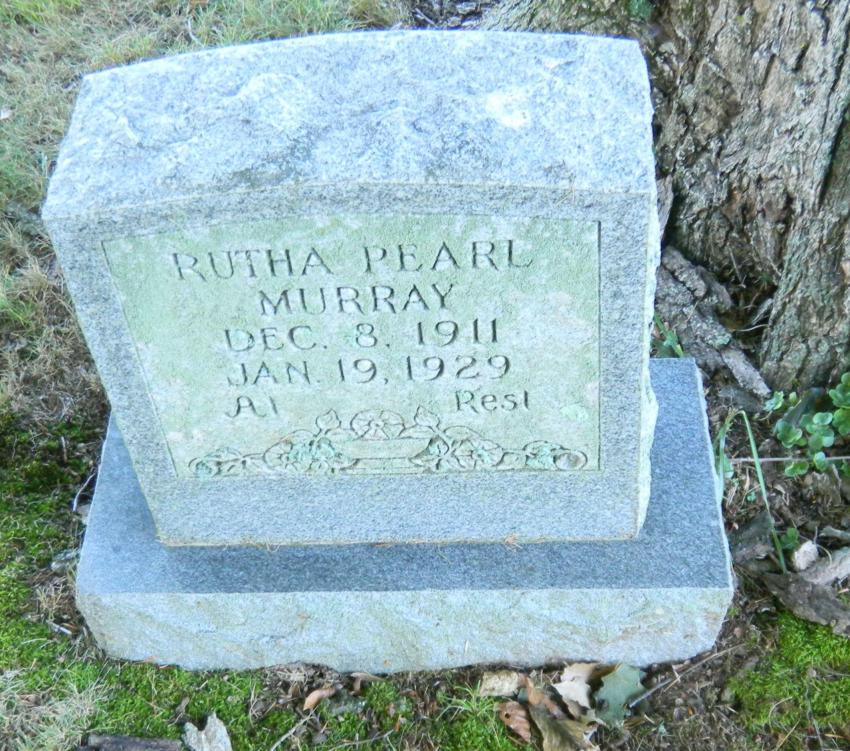 RUTHA PEARL
MURRAY
DEC. 8, 1911
JAN. 19, 1929
At Rest